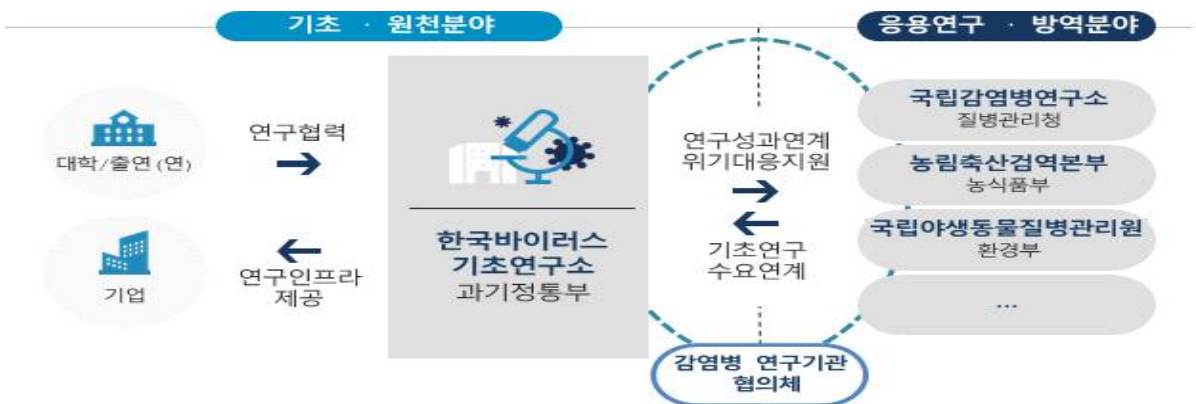 기초 · 원천분야
응용연구 · 방역분야
대학/출연(연)
기업
연구협력
연구인프라
제공
한국바이러스
기초연구소
과기정통부
연구성과연계
위기대응지원
기초연구
수요연계
감염병 연구기관
협의체
국립감염병연구소
질병관리청
농림축산검역본부
농식품부
국립야생동물질병관리원
환경부
...